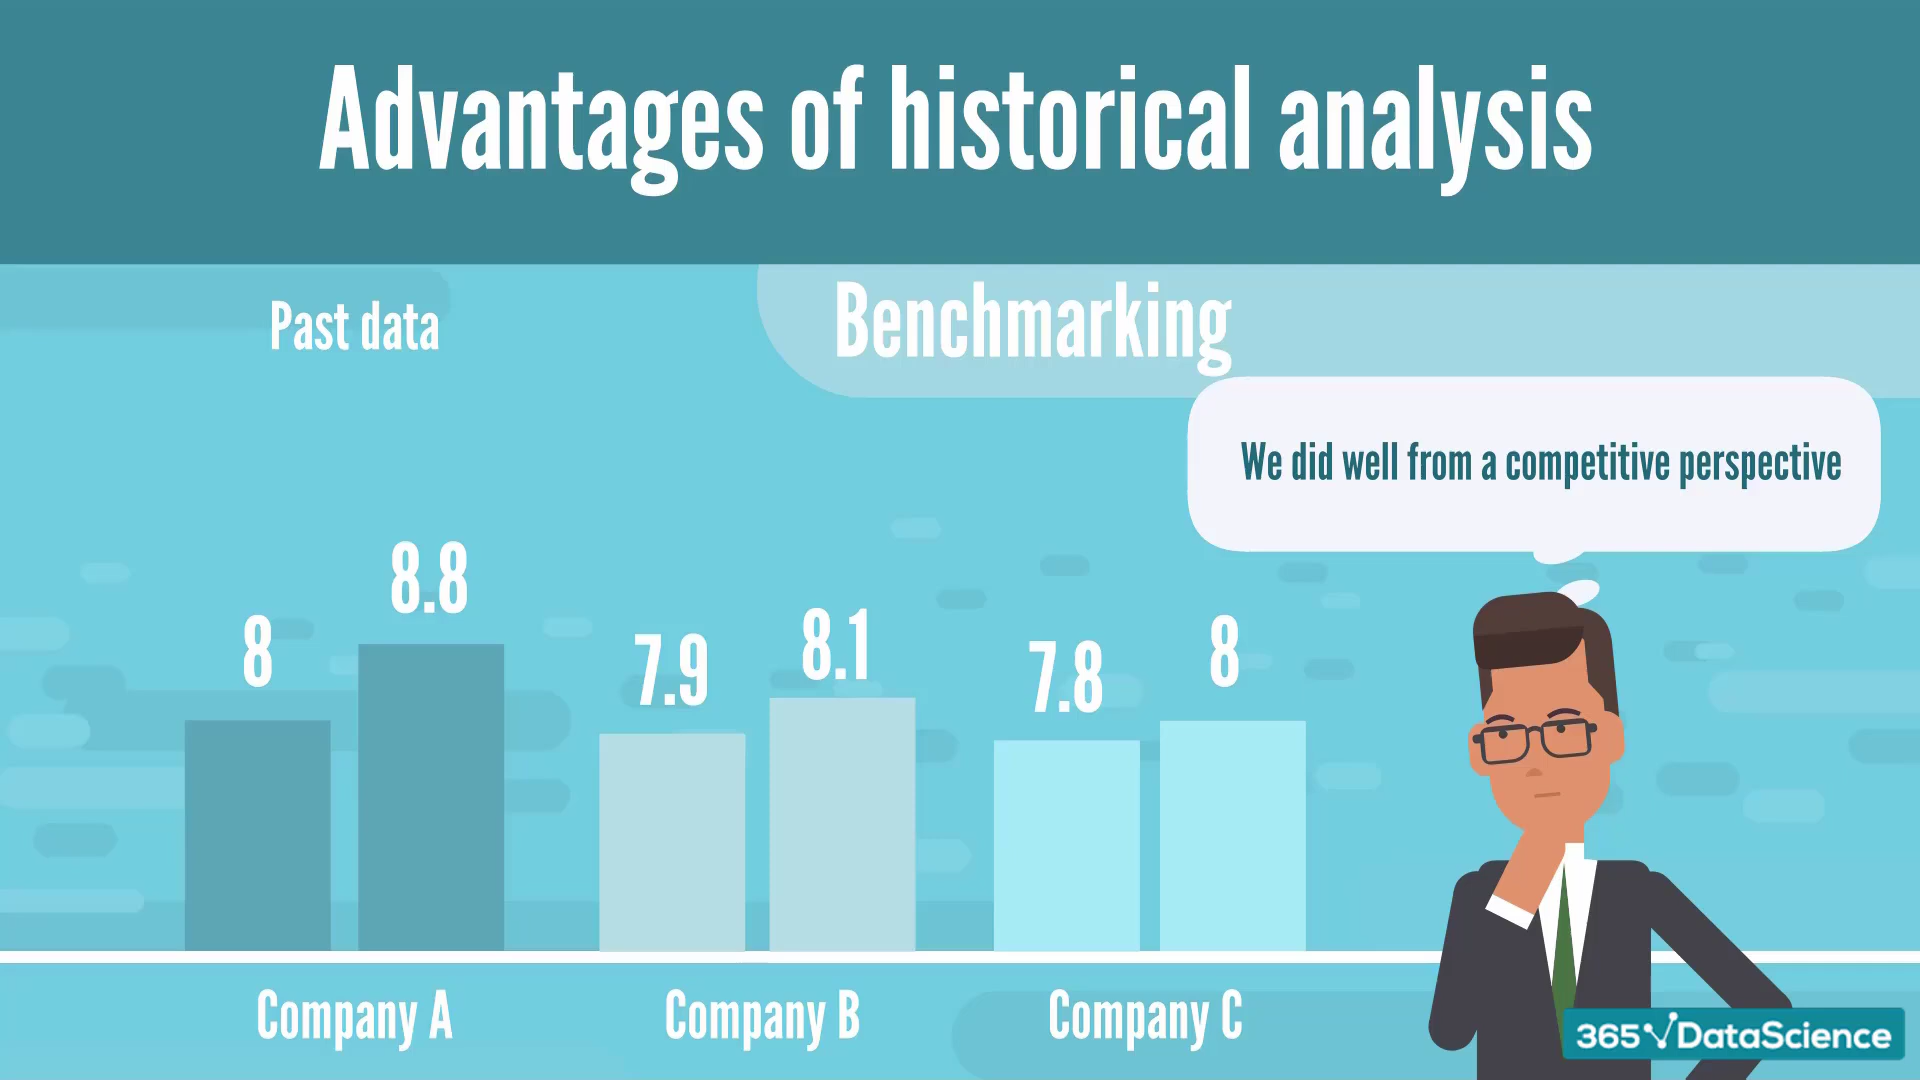 Advantages of historical analysis
Past data
Benchmarking
We did well from a competitive perspective
8
8.8
7.9
8.1
7.8
8
Company A
Company B
Company C
365 DataScience